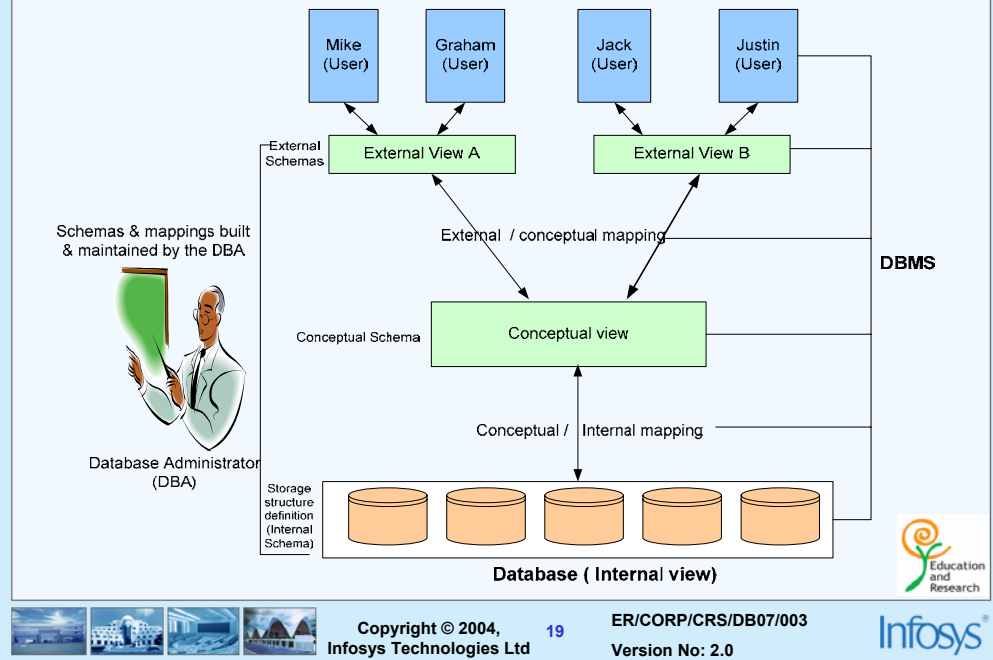 Mike
(User)
Graham
(User)
Jack
(User)
Justin
(User)
External
Schemas
External View A
External View B
Schemas & mappings built
& maintained by the DBA
External / conceptual mapping
DBMS
Conceptual Schema
Conceptual view
Conceptual / Internal mapping
Database Administrator
(DBA)
Storage
structure
definition
(Internal
Schema)
Database ( Internal view)
Education
and
Research
Copyright © 2004,
Infosys Technologies Ltd
19
ER/CORP/CRS/DB07/003
Version No: 2.0
Infosys®